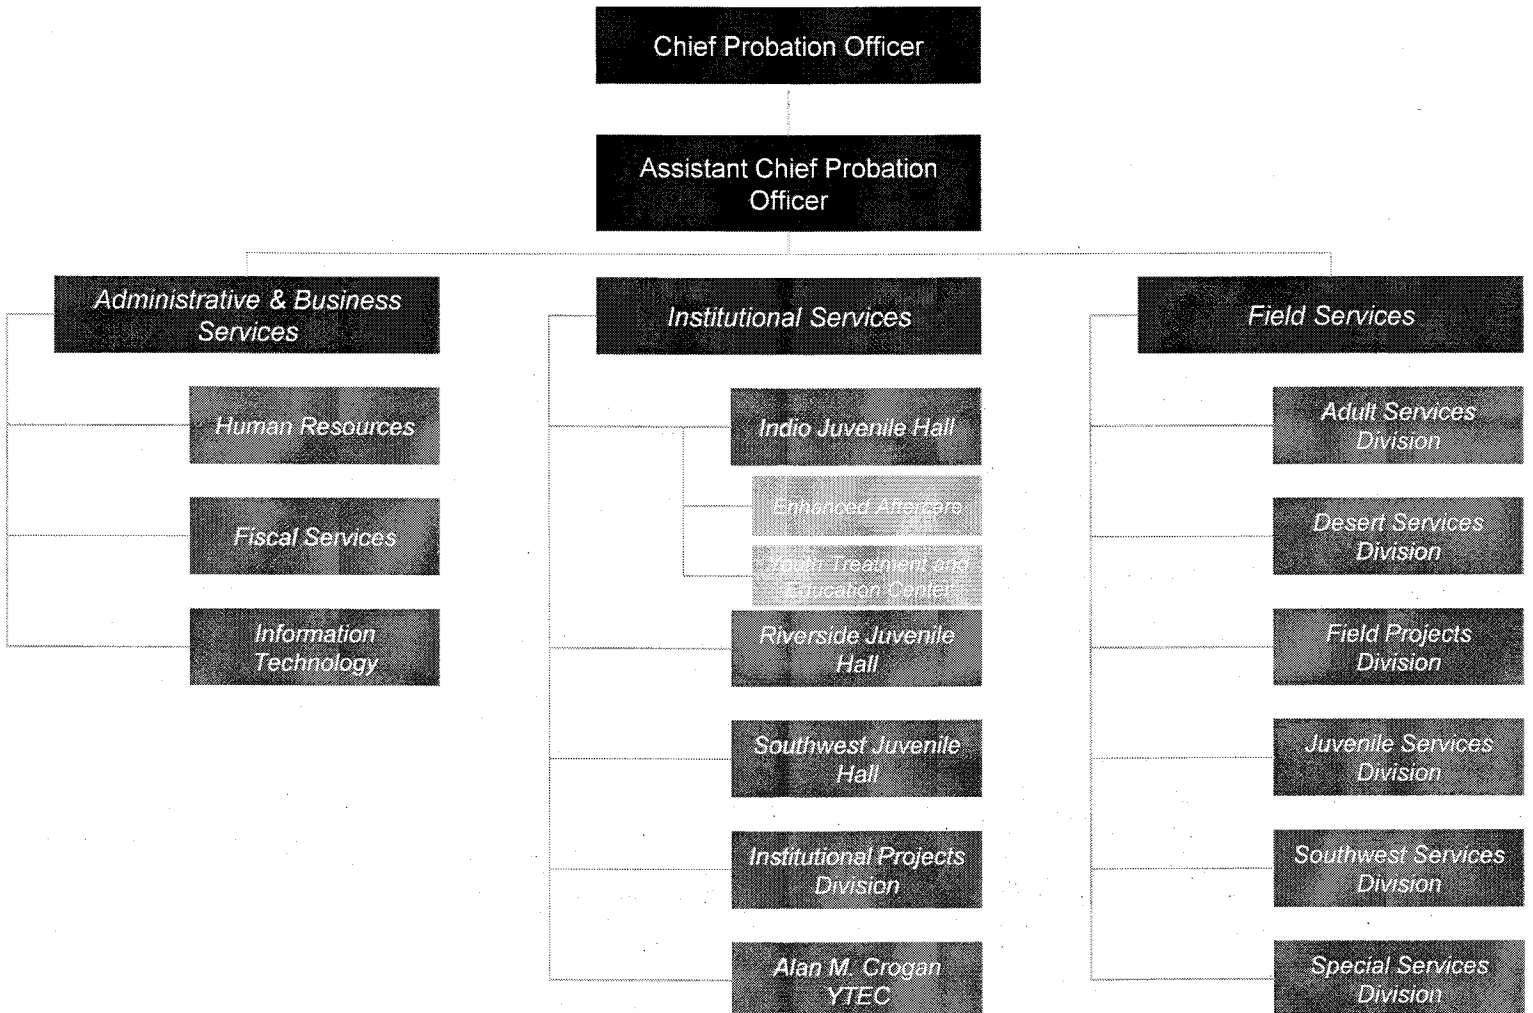 Chief Probation Officer
Assistant Chief Probation
Officer
Administrative & Business
Services
Human Resources
Fiscal Services
Information
Technology
Institutional Services
Indio Juvenile Hall
Enhanced Aftercare
Youth Treatment and
Education Center
Riverside Juvenile
Hall
Southwest Juvenile
Hall
Institutional Projects
Division
Alan M. Crogan
YTEC
Field Services
Adult Services
Division
Desert Services
Division
Field Projects
Division
Juvenile Services
Division
Southwest Services
Division
Special Services
Division